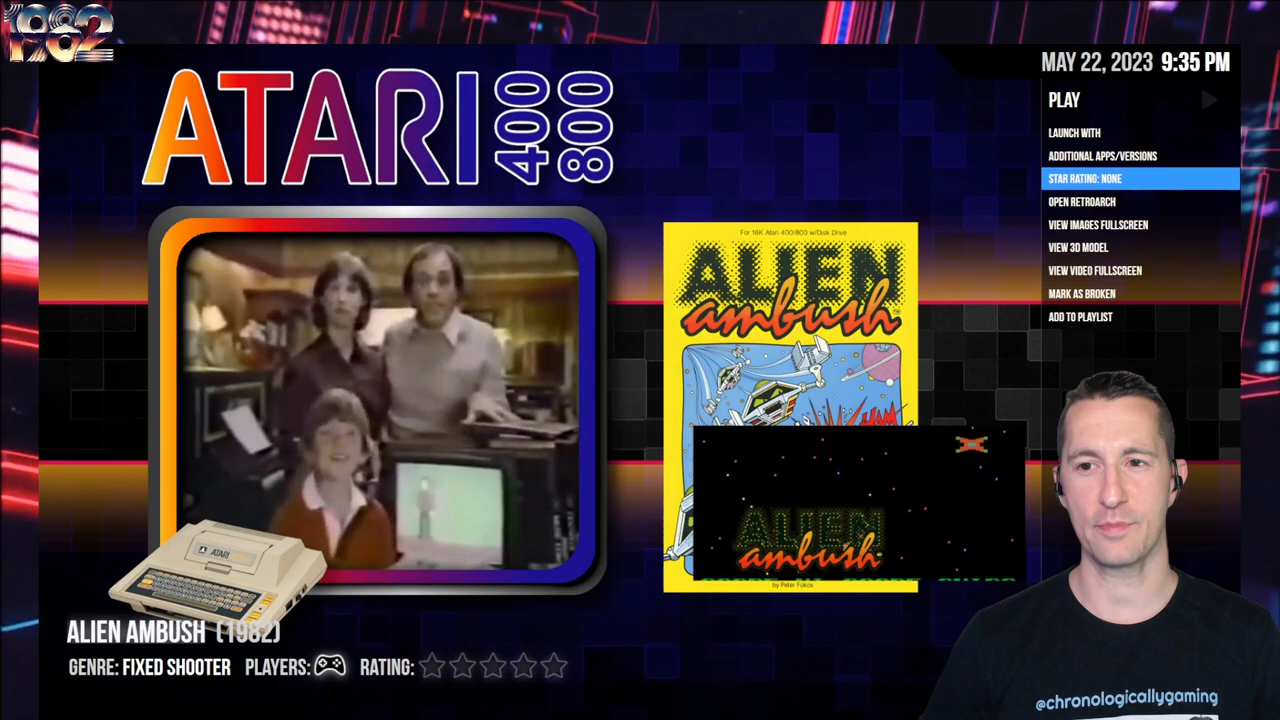 1982
MAY 22, 2023 9:35 PM
ATARI 400 800
PLAY
LAUNCH WITH
ADDITIONAL APPS/VERSIONS
STAR RATING: NONE
OPEN RETROARCH
VIEW IMAGES FULLSCREEN
VIEW 3D MODEL
VIEW VIDEO FULLSCREEN
MARK AS BROKEN
ADD TO PLAYLIST
For 16K Atari 400/800 w/Disk Drive
ALIEN
ambush™
ALIEN
ambush
by Peter Fokos
ATARI
ALIEN AMBUSH (1982)
GENRE: FIXED SHOOTER PLAYERS: RATING:
@chronologicallygaming